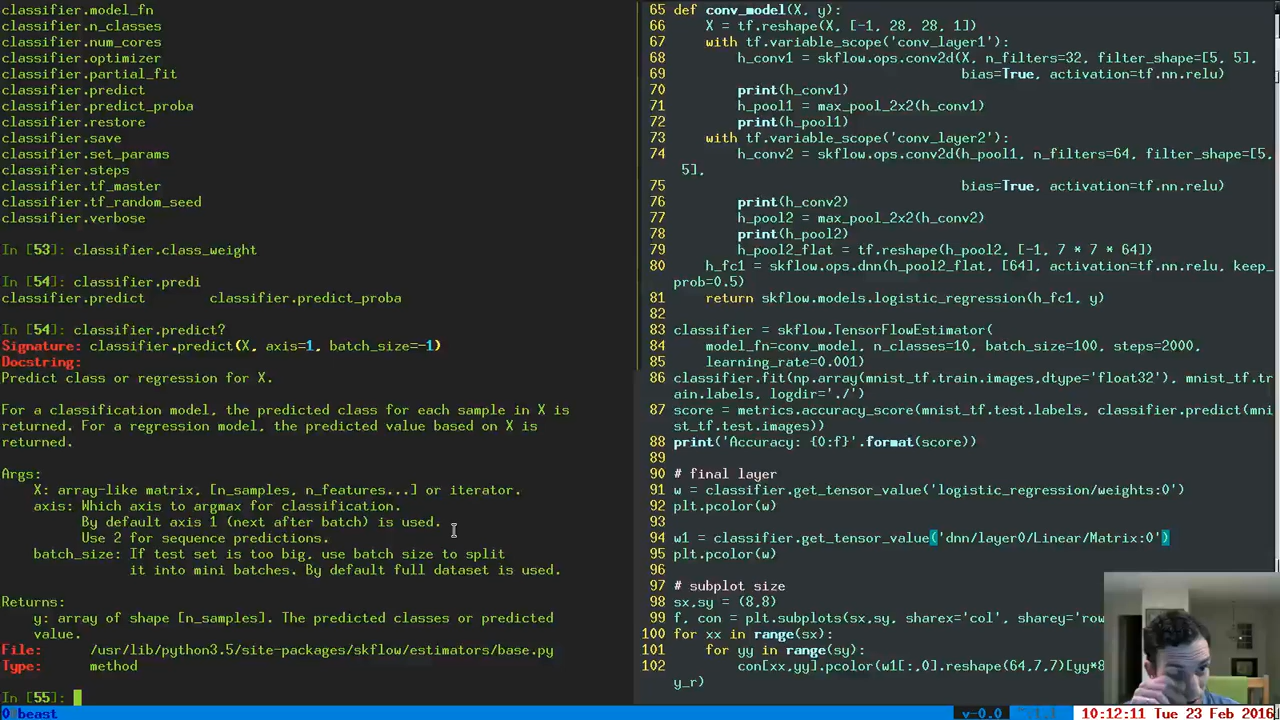 classifier.model_fn
classifier.n_classes
classifier.num_cores
classifier.optimizer
classifier.partial_fit
classifier.predict
classifier.predict_proba
classifier.restore
classifier.save
classifier.set_params
classifier.steps
classifier.tf_master
classifier.tf_random_seed
classifier.verbose
In [53]: classifier.class_weight
In [54]: classifier.predi
classifier.predict classifier.predict_proba
In [54]: classifier.predict?
Signature: classifier.predict(X, axis=1, batch_size=-1)
Docstring:
Predict class or regression for X.
For a classification model, the predicted class for each sample in X is
returned. For a regression model, the predicted value based on X is
returned.
Args:
X: array-like matrix, [n_samples, n_features...] or iterator.
axis: Which axis to argmax for classification.
By default axis 1 (next after batch) is used.
Use 2 for sequence predictions.
batch_size: If test set is too big, use batch size to split
it into mini batches. By default full dataset is used.
Returns:
y: array of shape [n_samples]. The predicted classes or predicted
value.
File: /usr/lib/python3.5/site-packages/skflow/estimators/base.py
Type: method
In [55]:
65 def conv_model(X, y):
66 X = tf.reshape(X, [-1, 28, 28, 1])
67 with tf.variable_scope('conv_layer1'):
68 h_conv1 = skflow.ops.conv2d(X, n_filters=32, filter_shape=[5, 5],
69 bias=True, activation=tf.nn.relu)
70 print(h_conv1)
71 h_pool1 = max_pool_2x2(h_conv1)
72 print(h_pool1)
73 with tf.variable_scope('conv_layer2'):
74 h_conv2 = skflow.ops.conv2d(h_pool1, n_filters=64, filter_shape=[5,
5],
75 bias=True, activation=tf.nn.relu)
76 print(h_conv2)
77 h_pool2 = max_pool_2x2(h_conv2)
78 print(h_pool2)
79 h_pool2_flat = tf.reshape(h_pool2, [-1, 7 * 7 * 64])
80 h_fc1 = skflow.ops.dnn(h_pool2_flat, [64], activation=tf.nn.relu, keep_
prob=0.5)
81 return skflow.models.logistic_regression(h_fc1, y)
82
83 classifier = skflow.TensorFlowEstimator(
84 model_fn=conv_model, n_classes=10, batch_size=100, steps=2000,
85 learning_rate=0.001)
86 classifier.fit(np.array(mnist_tf.train.images,dtype='float32'), mnist_tf.tr
ain.labels, logdir='./')
87 score = metrics.accuracy_score(mnist_tf.test.labels, classifier.predict(mni
st_tf.test.images))
88 print('Accuracy: {0:f}'.format(score))
89
90 # final layer
91 w = classifier.get_tensor_value('logistic_regression/weights:0')
92 plt.pcolor(w)
93
94 w1 = classifier.get_tensor_value('dnn/layer0/Linear/Matrix:0')
95 plt.pcolor(w)
96
97 # subplot size
98 sx,sy = (8,8)
99 f, con = plt.subplots(sx,sy, sharex='col', sharey='row
100 for xx in range(sx):
101 for yy in range(sy):
102 con[xx,yy].pcolor(w1[:,0].reshape(64,7,7)[yy*8
y_r)
0 beast
v-0.0
10:12:11 Tue 23 Feb 2016